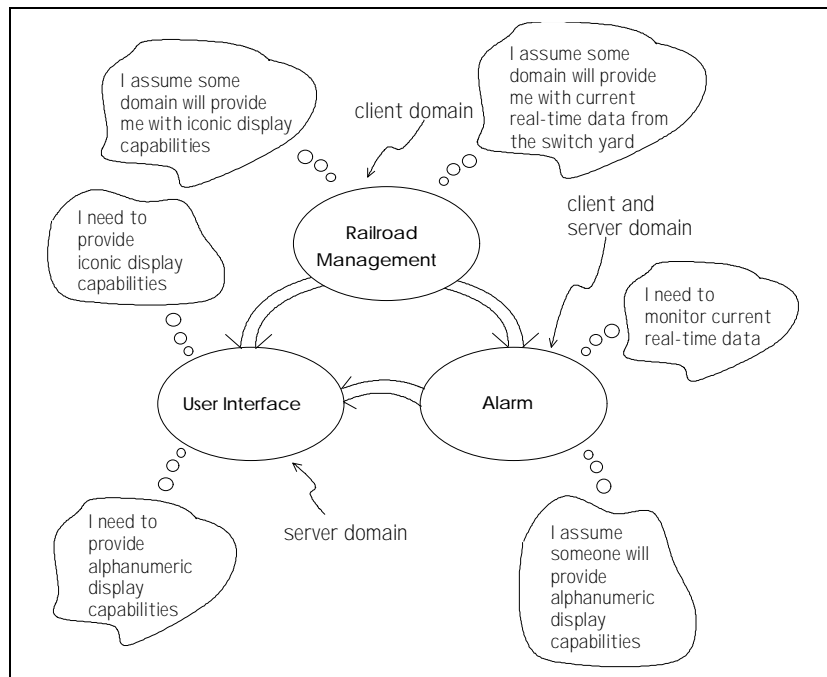 I assume some
domain will provide
me with iconic display
capabilities
I assume some
domain will provide
me with current
real-time data from
the switch yard
client domain
I need to
provide
iconic display
capabilities
Railroad
Management
client and
server domain
I need to
monitor current
real-time data
User Interface
Alarm
I need to
provide
alphanumeric
display
capabilities
server domain
I assume
someone will
provide
alphanumeric
display
capabilities